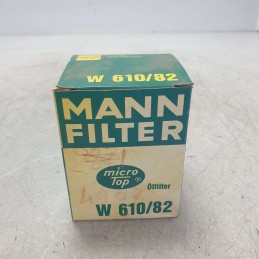 W 610/82
MANN
FILTER
micro
Top ®
Ölfilter
W 610/82